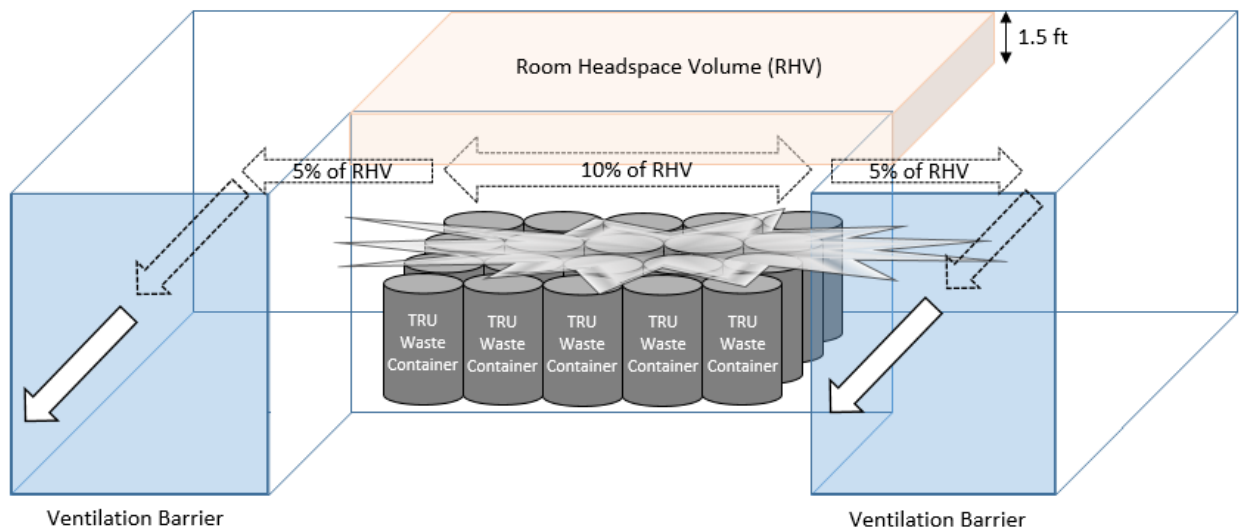 1.5 ft
Room Headspace Volume (RHV)
5% of RHV
10% of RHV
5% of RHV
TRU
Waste
Container
TRU
Waste
Container
TRU
Waste
Container
TRU
Waste
Container
TRU
Waste
Container
Ventilation Barrier
Ventilation Barrier